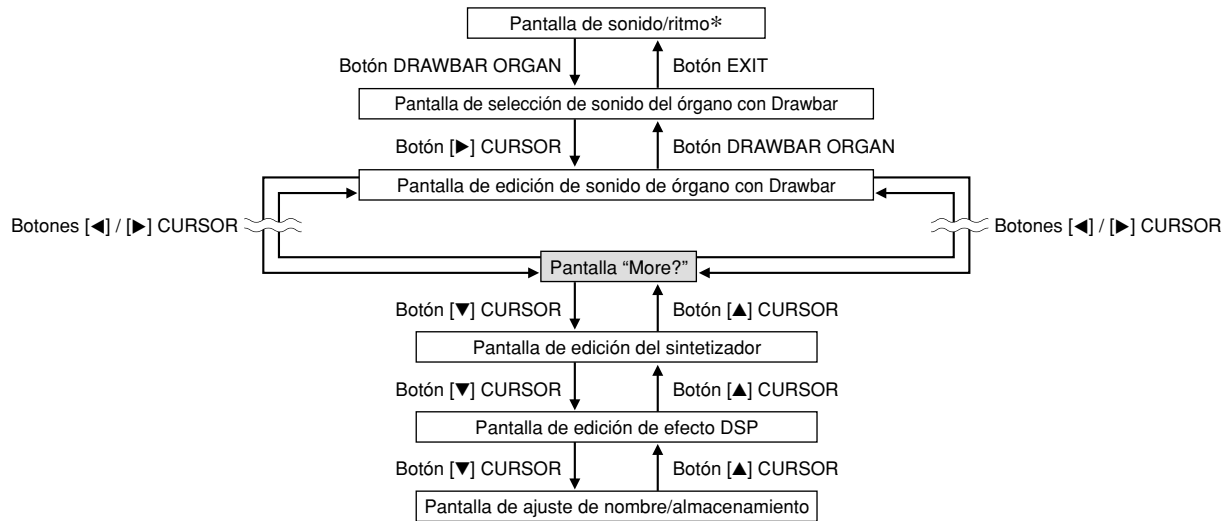 Pantalla de sonido/ritmo*
Botón DRAWBAR ORGAN
Botón EXIT
Pantalla de selección de sonido del órgano con Drawbar
Botón [▶] CURSOR
Botón DRAWBAR ORGAN
Pantalla de edición de sonido de órgano con Drawbar
Botones [◀] / [▶] CURSOR
Botones [◀] / [▶] CURSOR
Pantalla “More?”
Botón [▼] CURSOR
Botón [▲] CURSOR
Pantalla de edición del sintetizador
Botón [▼] CURSOR
Botón [▲] CURSOR
Pantalla de edición de efecto DSP
Botón [▼] CURSOR
Botón [▲] CURSOR
Pantalla de ajuste de nombre/almacenamiento